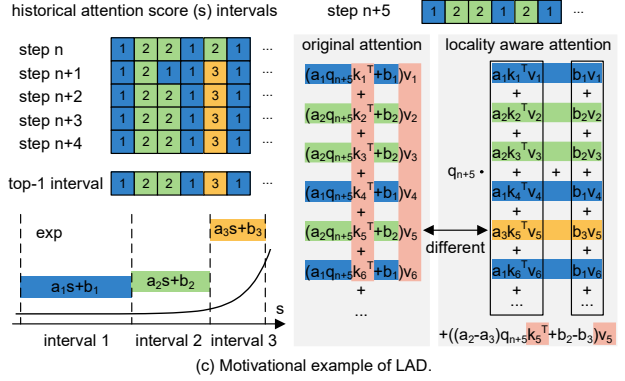 historical attention score (s) intervals
step n 1 2 2 2 2 1 ...
step n+1 1 2 1 1 3 1
step n+2 1 2 2 1 3 1 ...
step n+3 1 2 2 1 3 1 ...
step n+4 1 2 2 1 3 1 ...
top-1 interval 1 2 2 1 3 1 ...
exp
a₁s+b₁
a₂s+b₂
a₃s+b₃
s
interval 1 interval 2 interval 3
step n+5 1 2 2 1 2 1 ...
original attention
(a₁qₙ₊₅k₁ᵀ+b₁)v₁
+
(a₂qₙ₊₅k₂ᵀ+b₂)v₂
+
(a₂qₙ₊₅k₃ᵀ+b₂)v₃
+
(a₁qₙ₊₅k₄ᵀ+b₁)v₄
+
(a₂qₙ₊₅k₅ᵀ+b₂)v₅
+
(a₁qₙ₊₅k₆ᵀ+b₁)v₆
+
...
different
locality aware attention
a₁k₁ᵀv₁ b₁v₁
+ +
a₂k₂ᵀv₂ b₂v₂
+ +
a₂k₃ᵀv₃ b₂v₃
qₙ₊₅ • + + +
a₁k₄ᵀv₄ b₁v₄
+ +
a₃k₅ᵀv₅ b₃v₅
+ +
a₁k₆ᵀv₆ b₁v₆
+ +
... ...
+((a₂-a₃)qₙ₊₅k₅ᵀ+b₂-b₃)v₅
(c) Motivational example of LAD.